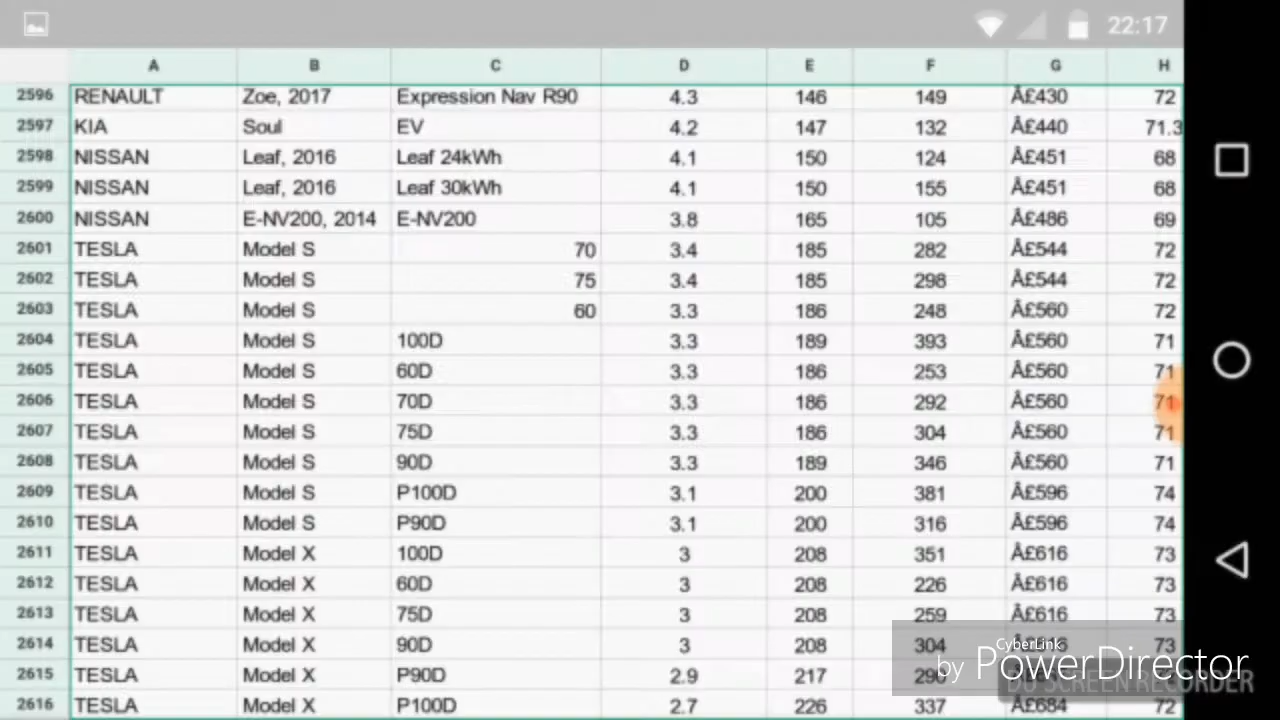 22:17
A B C D E F G H
2596 RENAULT Zoe, 2017 Expression Nav R90 4.3 146 149 Â£430 72
2597 KIA Soul EV 4.2 147 132 Â£440 71.3
2598 NISSAN Leaf, 2016 Leaf 24kWh 4.1 150 124 Â£451 68
2599 NISSAN Leaf, 2016 Leaf 30kWh 4.1 150 155 Â£451 68
2600 NISSAN E-NV200, 2014 E-NV200 3.8 165 105 Â£486 69
2601 TESLA Model S 70 3.4 185 282 Â£544 72
2602 TESLA Model S 75 3.4 185 298 Â£544 72
2603 TESLA Model S 60 3.3 186 248 Â£560 72
2604 TESLA Model S 100D 3.3 189 393 Â£560 71
2605 TESLA Model S 60D 3.3 186 253 Â£560 71
2606 TESLA Model S 70D 3.3 186 292 Â£560 71
2607 TESLA Model S 75D 3.3 186 304 Â£560 71
2608 TESLA Model S 90D 3.3 189 346 Â£560 71
2609 TESLA Model S P100D 3.1 200 381 Â£596 74
2610 TESLA Model S P90D 3.1 200 316 Â£596 74
2611 TESLA Model X 100D 3 208 351 Â£616 73
2612 TESLA Model X 60D 3 208 226 Â£616 73
2613 TESLA Model X 75D 3 208 259 Â£616 73
2614 TESLA Model X 90D 3 208 304 Â£616 73
2615 TESLA Model X P90D 2.9 217
2616 TESLA Model X P100D 2.7 226 337 Â£684 72
CyberLink
by PowerDirector
DU SCREEN RECORDER